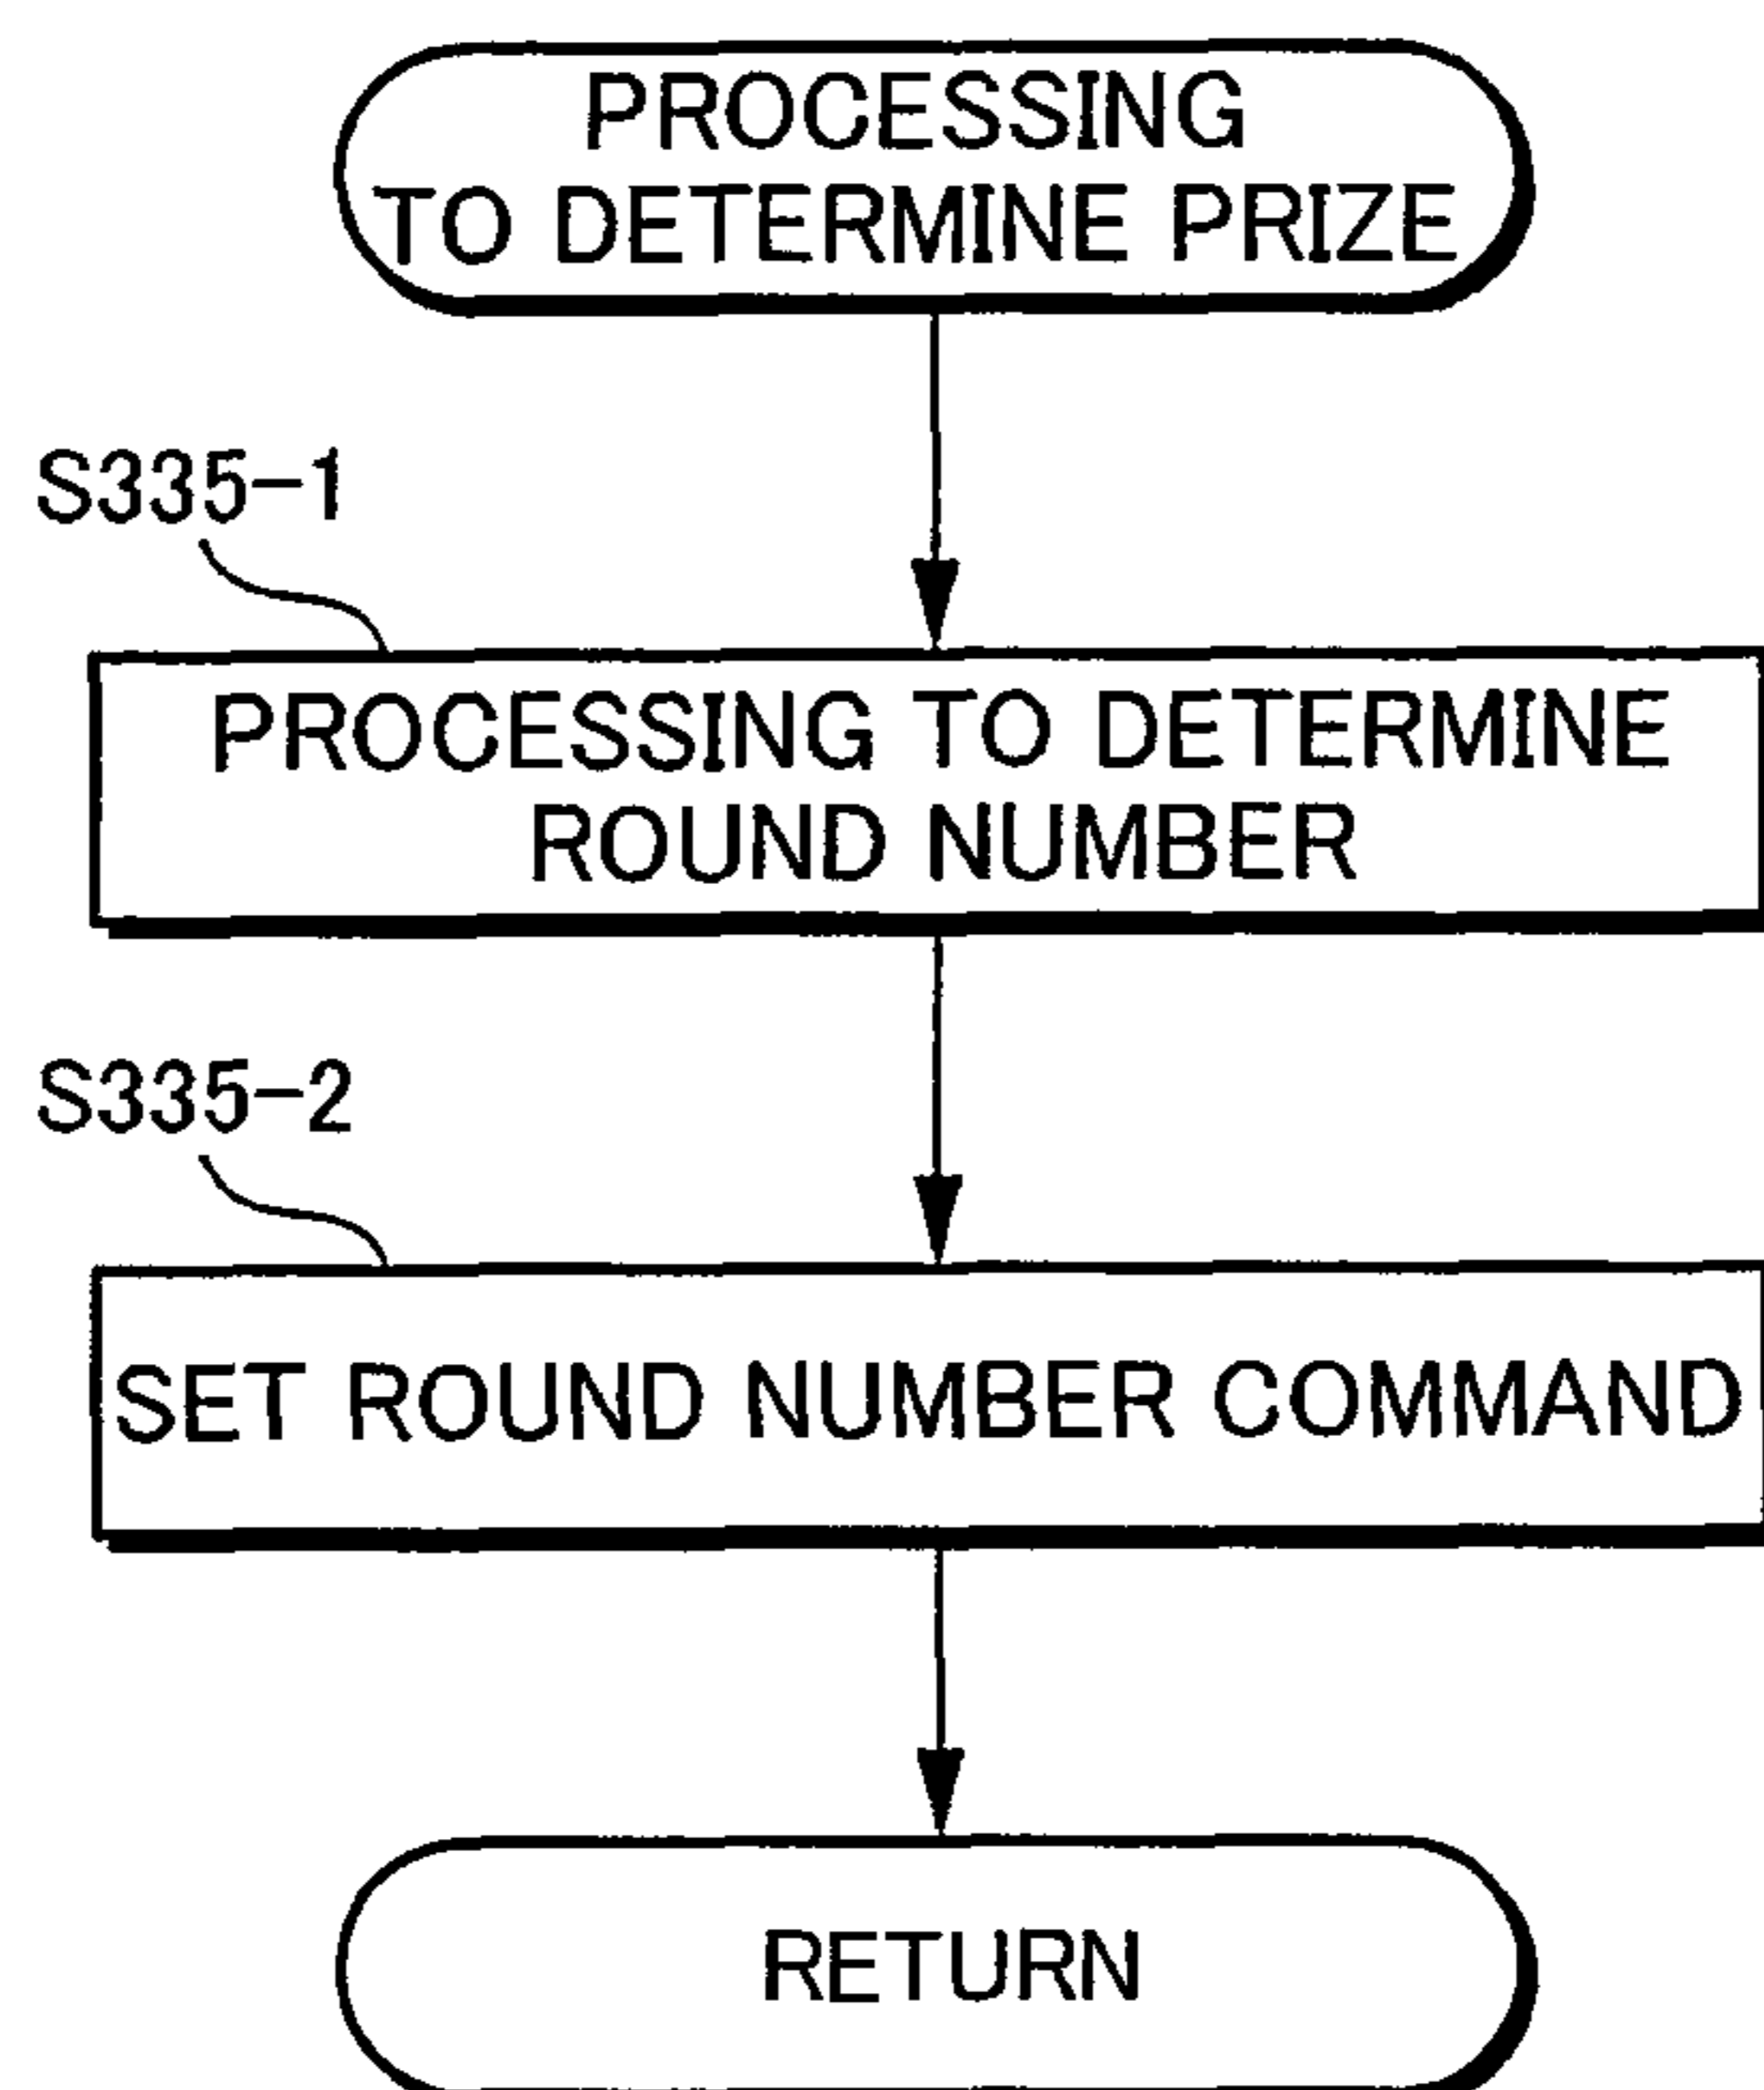 PROCESSING
TO DETERMINE PRIZE
S335-1
PROCESSING TO DETERMINE
ROUND NUMBER
S335-2
SET ROUND NUMBER COMMAND
RETURN